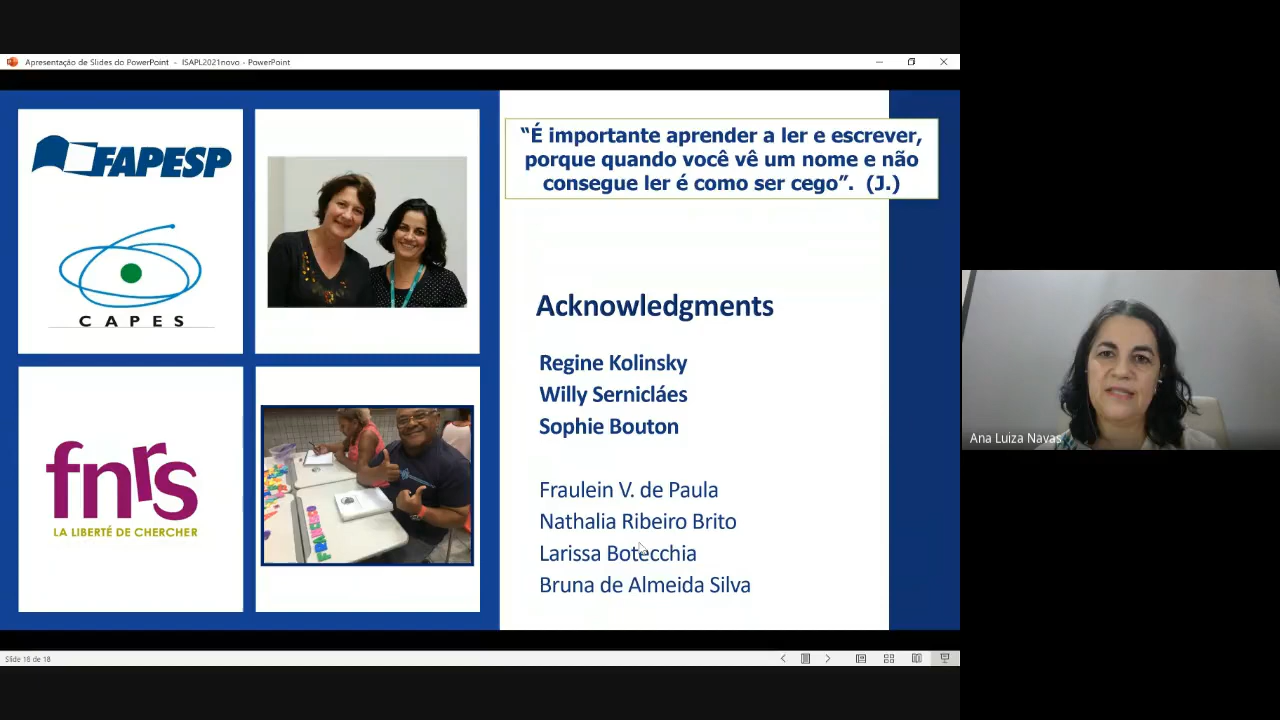 Apresentação de Slides do PowerPoint - ISAPL2021novo - PowerPoint
FAPESP
CAPES
fnrs
LA LIBERTÉ DE CHERCHER
“É importante aprender a ler e escrever,
porque quando você vê um nome e não
consegue ler é como ser cego”. (J.)
Acknowledgments
Regine Kolinsky
Willy Sernicláes
Sophie Bouton
Fraulein V. de Paula
Nathalia Ribeiro Brito
Larissa Botecchia
Bruna de Almeida Silva
Ana Luiza Navas
Slide 18 de 18